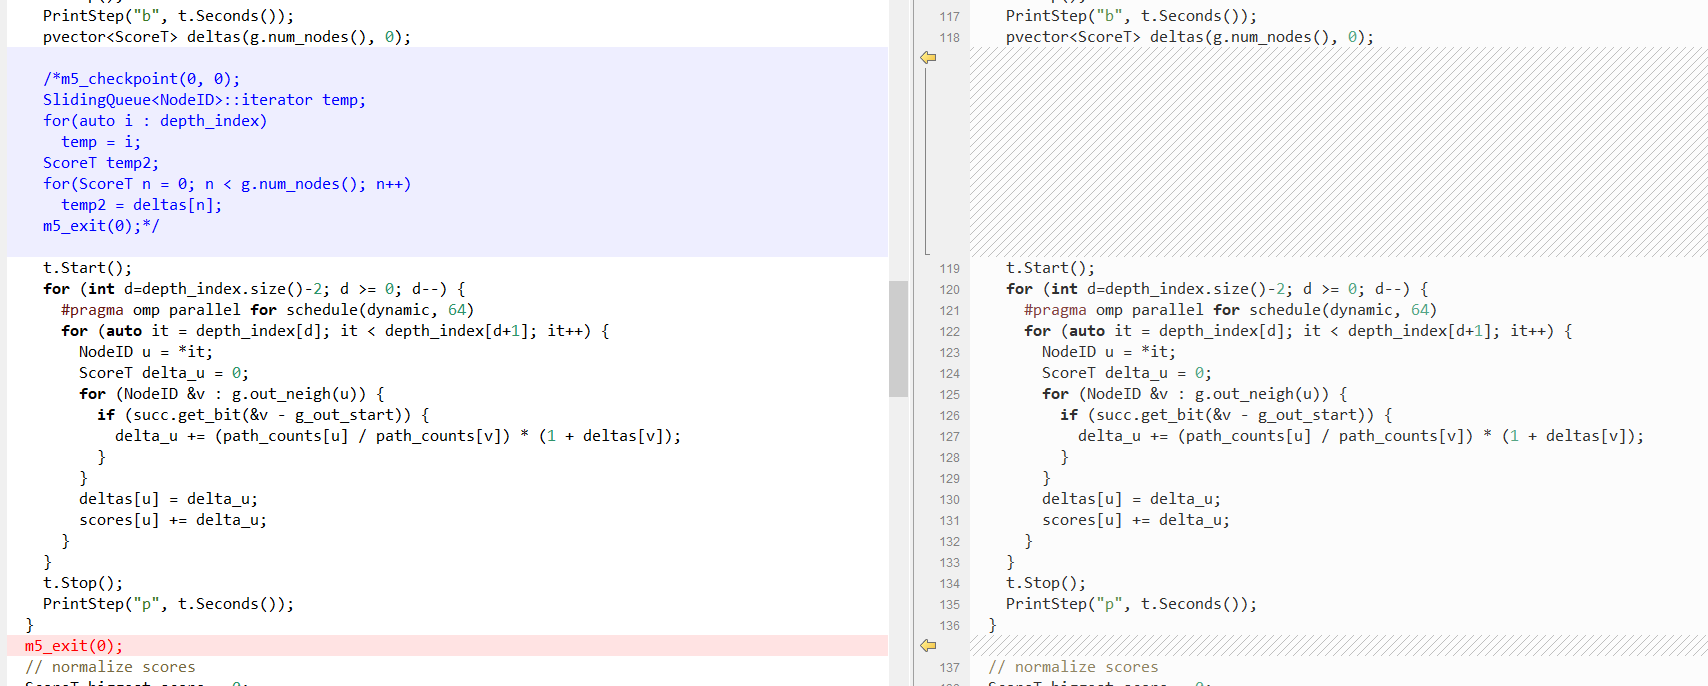 PrintStep("b", t.Seconds());
pvector<ScoreT> deltas(g.num_nodes(), 0);
/*m5_checkpoint(0, 0);
SlidingQueue<NodeID>::iterator temp;
for(auto i : depth_index)
temp = i;
ScoreT temp2;
for(ScoreT n = 0; n < g.num_nodes(); n++)
temp2 = deltas[n];
m5_exit(0);*/
t.Start();
for (int d=depth_index.size()-2; d >= 0; d--) {
#pragma omp parallel for schedule(dynamic, 64)
for (auto it = depth_index[d]; it < depth_index[d+1]; it++) {
NodeID u = *it;
ScoreT delta_u = 0;
for (NodeID &v : g.out_neigh(u)) {
if (succ.get_bit(&v - g_out_start)) {
delta_u += (path_counts[u] / path_counts[v]) * (1 + deltas[v]);
}
}
deltas[u] = delta_u;
scores[u] += delta_u;
}
}
t.Stop();
PrintStep("p", t.Seconds());
}
m5_exit(0);
// normalize scores
117 PrintStep("b", t.Seconds());
118 pvector<ScoreT> deltas(g.num_nodes(), 0);
119 t.Start();
120 for (int d=depth_index.size()-2; d >= 0; d--) {
121 #pragma omp parallel for schedule(dynamic, 64)
122 for (auto it = depth_index[d]; it < depth_index[d+1]; it++) {
123 NodeID u = *it;
124 ScoreT delta_u = 0;
125 for (NodeID &v : g.out_neigh(u)) {
126 if (succ.get_bit(&v - g_out_start)) {
127 delta_u += (path_counts[u] / path_counts[v]) * (1 + deltas[v]);
128 }
129 }
130 deltas[u] = delta_u;
131 scores[u] += delta_u;
132 }
133 }
134 t.Stop();
135 PrintStep("p", t.Seconds());
136 }
137 // normalize scores